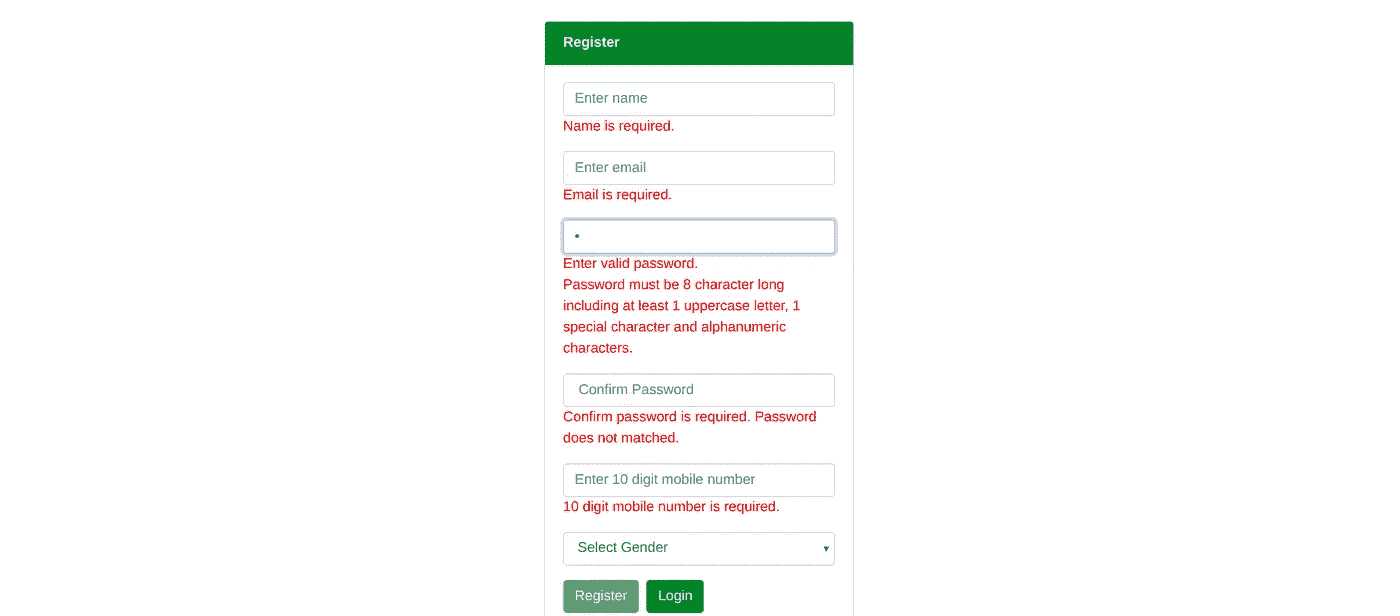 Register
Enter name
Name is required.
Enter email
Email is required.
Enter valid password.
Password must be 8 character long
including at least 1 uppercase letter, 1
special character and alphanumeric
characters.
Confirm Password
Confirm password is required. Password
does not matched.
Enter 10 digit mobile number
10 digit mobile number is required.
Select Gender
Register Login